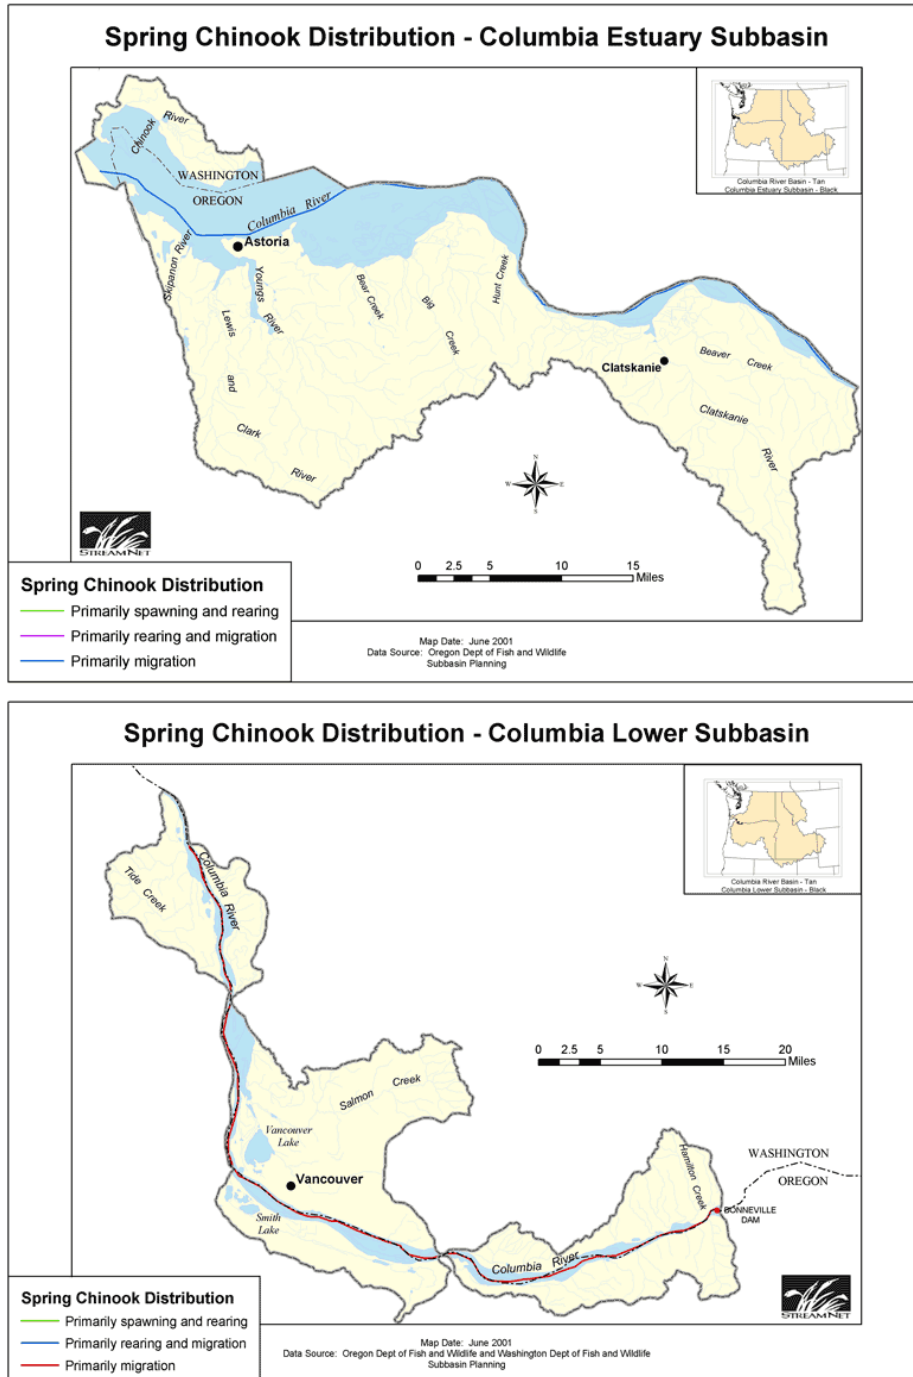 Spring Chinook Distribution - Columbia Estuary Subbasin
Columbia River Basin - Tan
Columbia Estuary Subbasin - Black
Chinook River
WASHINGTON
OREGON
Columbia River
Astoria
Skipanon River
Youngs River
Lewis and Clark River
Bear Creek
Big Creek
Hunt Creek
Clatskanie
Beaver Creek
Clatskanie River
N
W E
S
STREAMNET
0 2.5 5 10 15
Miles
Spring Chinook Distribution
Primarily spawning and rearing
Primarily rearing and migration
Primarily migration
Map Date: June 2001
Data Source: Oregon Dept of Fish and Wildlife
Subbasin Planning
Spring Chinook Distribution - Columbia Lower Subbasin
Columbia River Basin - Tan
Columbia Lower Subbasin - Black
Tide Creek
Columbia River
N
W E
S
0 2.5 5 10 15 20
Miles
Salmon Creek
Vancouver Lake
Vancouver
Smith Lake
Hamilton Creek
WASHINGTON
OREGON
BONNEVILLE
DAM
Columbia River
STREAMNET
Spring Chinook Distribution
Primarily spawning and rearing
Primarily rearing and migration
Primarily migration
Map Date: June 2001
Data Source: Oregon Dept of Fish and Wildlife and Washington Dept of Fish and Wildlife
Subbasin Planning